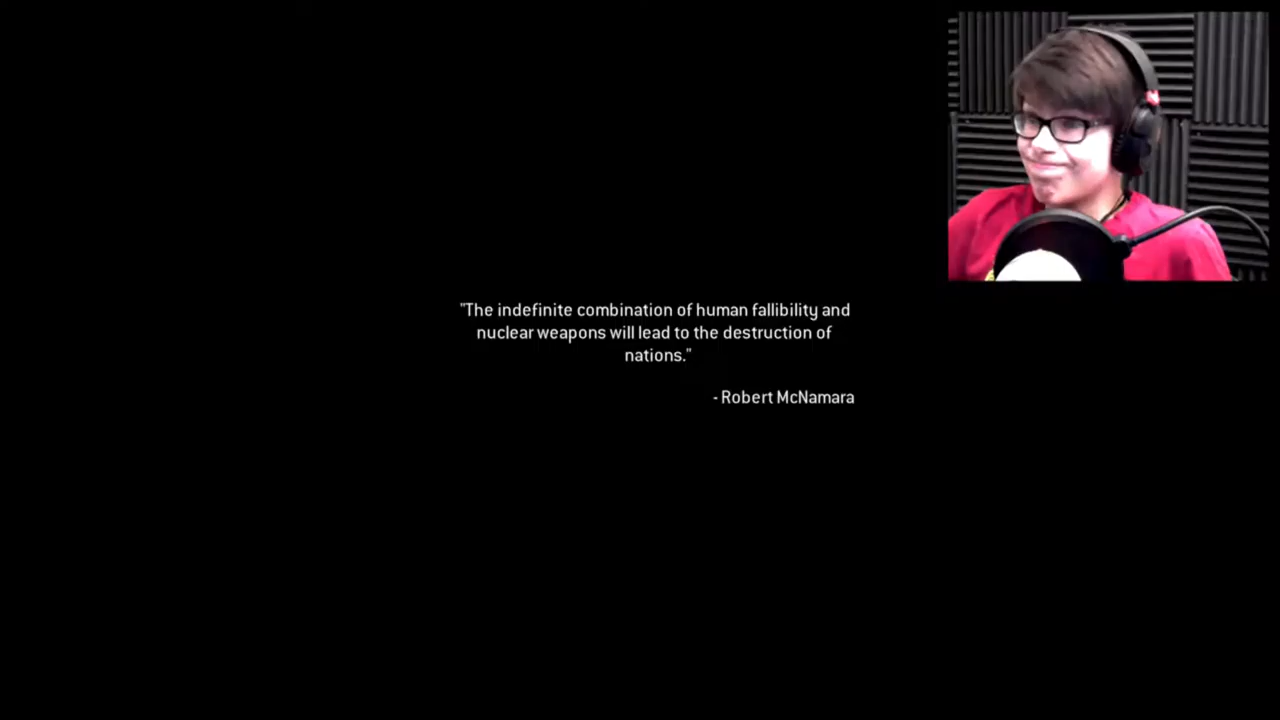 "The indefinite combination of human fallibility and
nuclear weapons will lead to the destruction of
nations."
- Robert McNamara